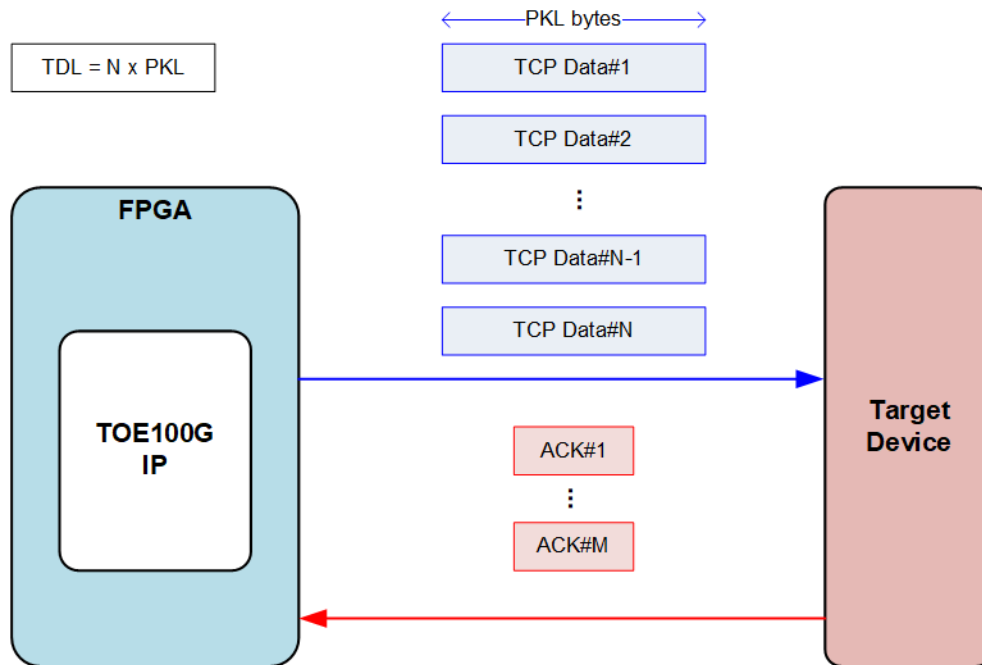 PKL bytes
TDL = N x PKL
TCP Data#1
TCP Data#2
FPGA
TCP Data#N-1
TCP Data#N
TOE100G
IP
Target
Device
ACK#1
ACK#M